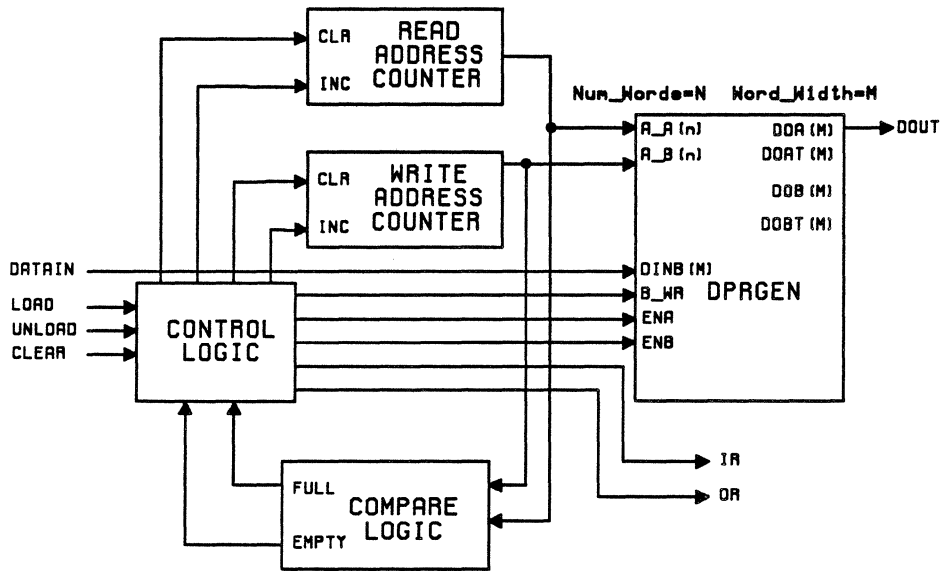 CLR
READ
ADDRESS
COUNTER
INC
Num_Words=N Word_Width=M
A_A(n)
DOA(M)
DOUT
A_B(n)
DOAT(M)
CLR
WRITE
ADDRESS
COUNTER
INC
DOB(M)
DOBT(M)
DATAIN
DINB(M)
LOAD
B_WR
DPRGEN
UNLOAD
CONTROL
LOGIC
ENA
CLEAR
ENB
IR
FULL
COMPARE
LOGIC
OR
EMPTY